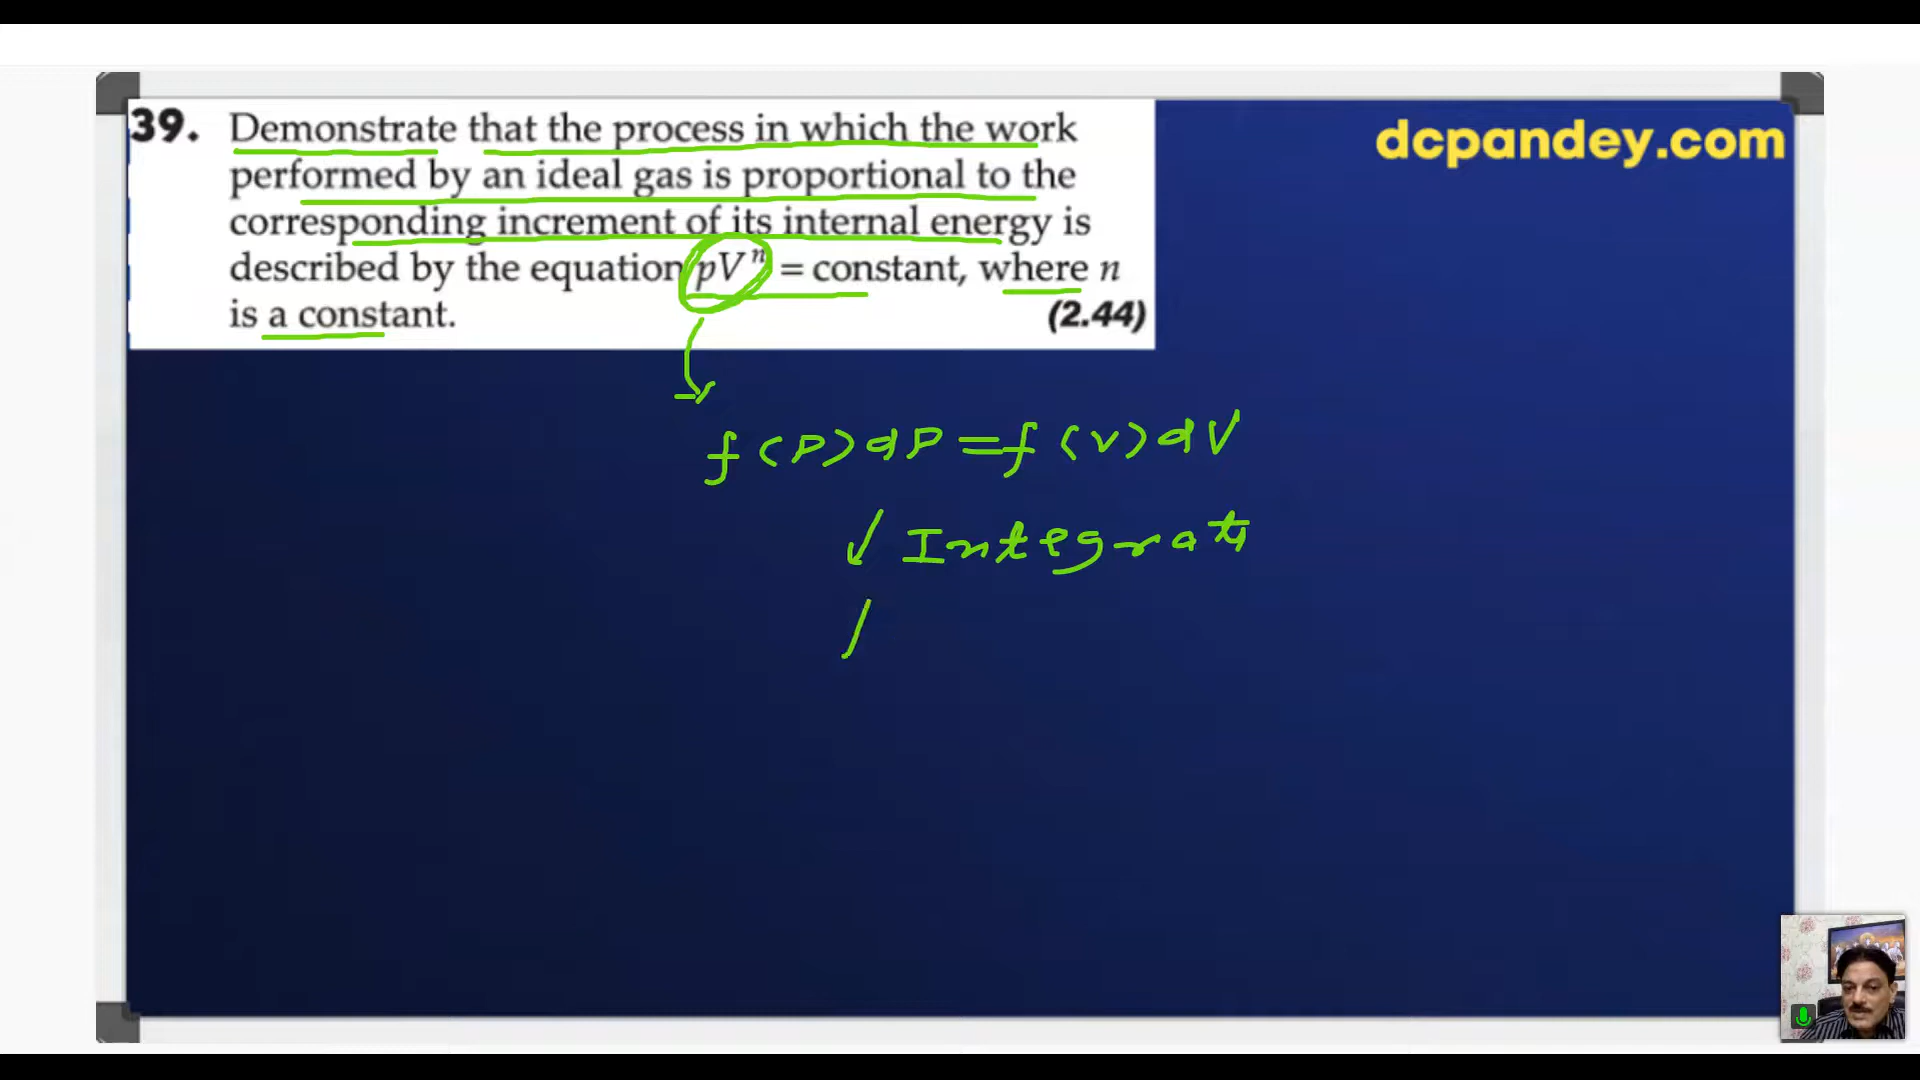 39. Demonstrate that the process in which the work
performed by an ideal gas is proportional to the
corresponding increment of its internal energy is
described by the equation pVⁿ = constant, where n
is a constant. (2.44)
dcpandey.com
f(P)dP=f(V)dV